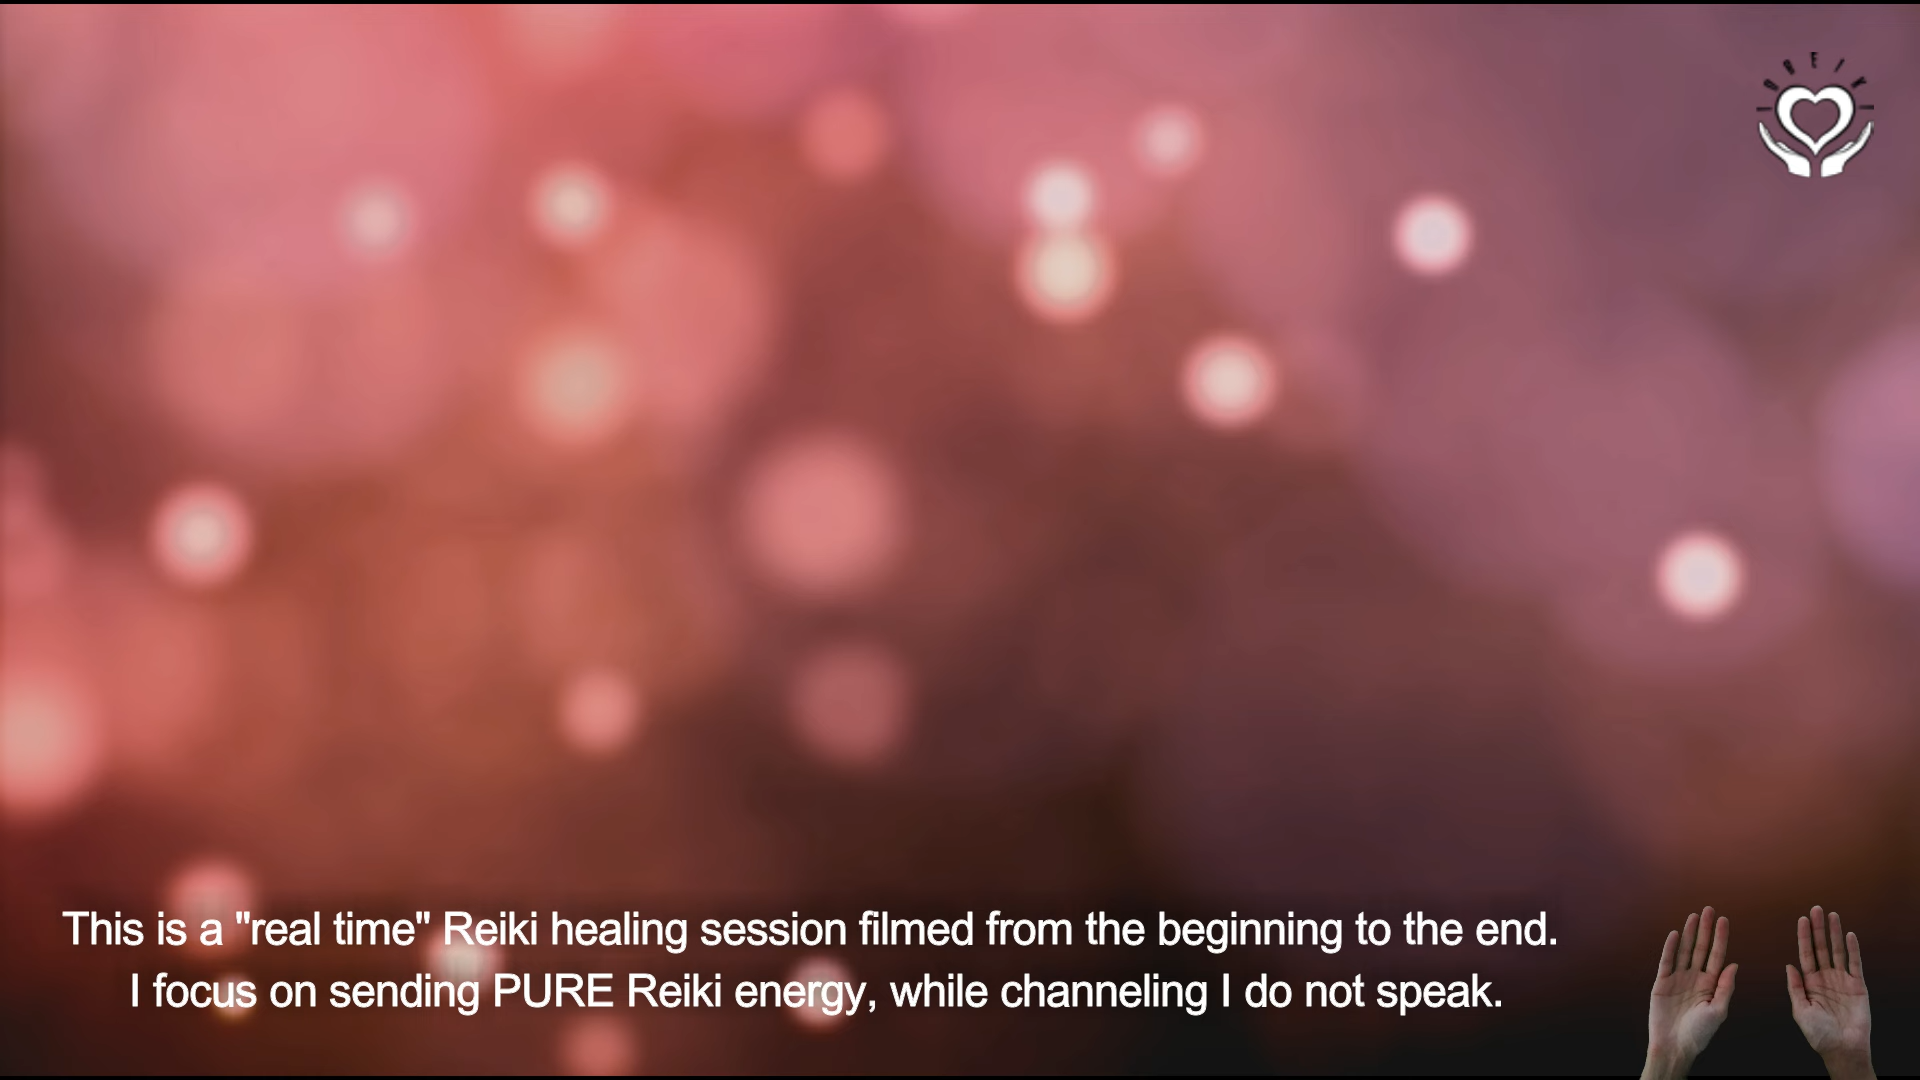 This is a "real time" Reiki healing session filmed from the beginning to the end.
I focus on sending PURE Reiki energy, while channeling I do not speak.